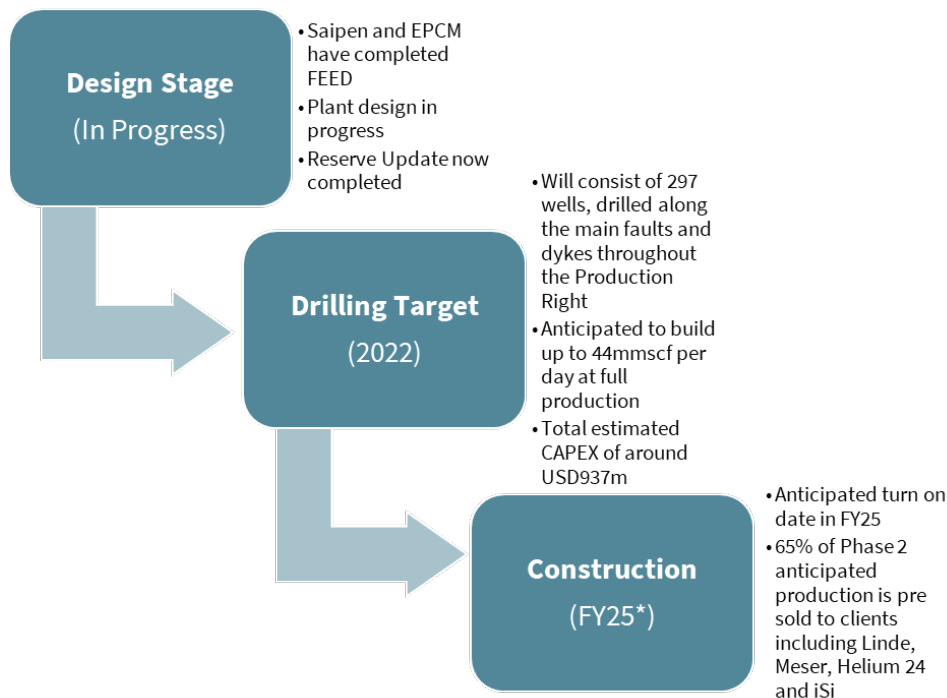 Design Stage
(In Progress)
• Saipen and EPCM
have completed
FEED
• Plant design in
progress
• Reserve Update now
completed
Drilling Target
(2022)
• Will consist of 297
wells, drilled along
the main faults and
dykes throughout
the Production
Right
• Anticipated to build
up to 44mmscf per
day at full
production
• Total estimated
CAPEX of around
USD937m
Construction
(FY25*)
• Anticipated turn on
date in FY25
• 65% of Phase 2
anticipated
production is pre
sold to clients
including Linde,
Meser, Helium 24
and iSi